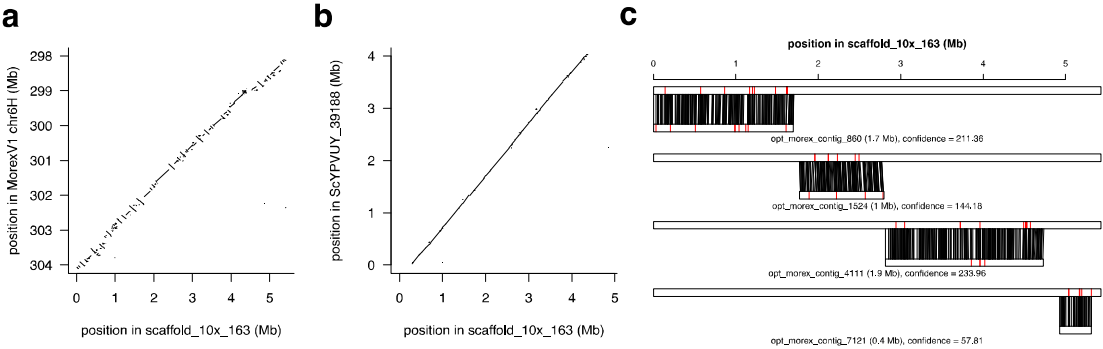 a
position in MorexV1 chr6H (Mb)
298
299
300
301
302
303
304
0 1 2 3 4 5
position in scaffold_10x_163 (Mb)
b
position in ScYPVUY_39188 (Mb)
4
3
2
1
0
0 1 2 3 4 5
position in scaffold_10x_163 (Mb)
c
position in scaffold_10x_163 (Mb)
0 1 2 3 4 5
opt_morex_contig_860 (1.7 Mb), confidence = 211.36
opt_morex_contig_1524 (1 Mb), confidence = 144.18
opt_morex_contig_4111 (1.9 Mb), confidence = 233.96
opt_morex_contig_7121 (0.4 Mb), confidence = 57.81